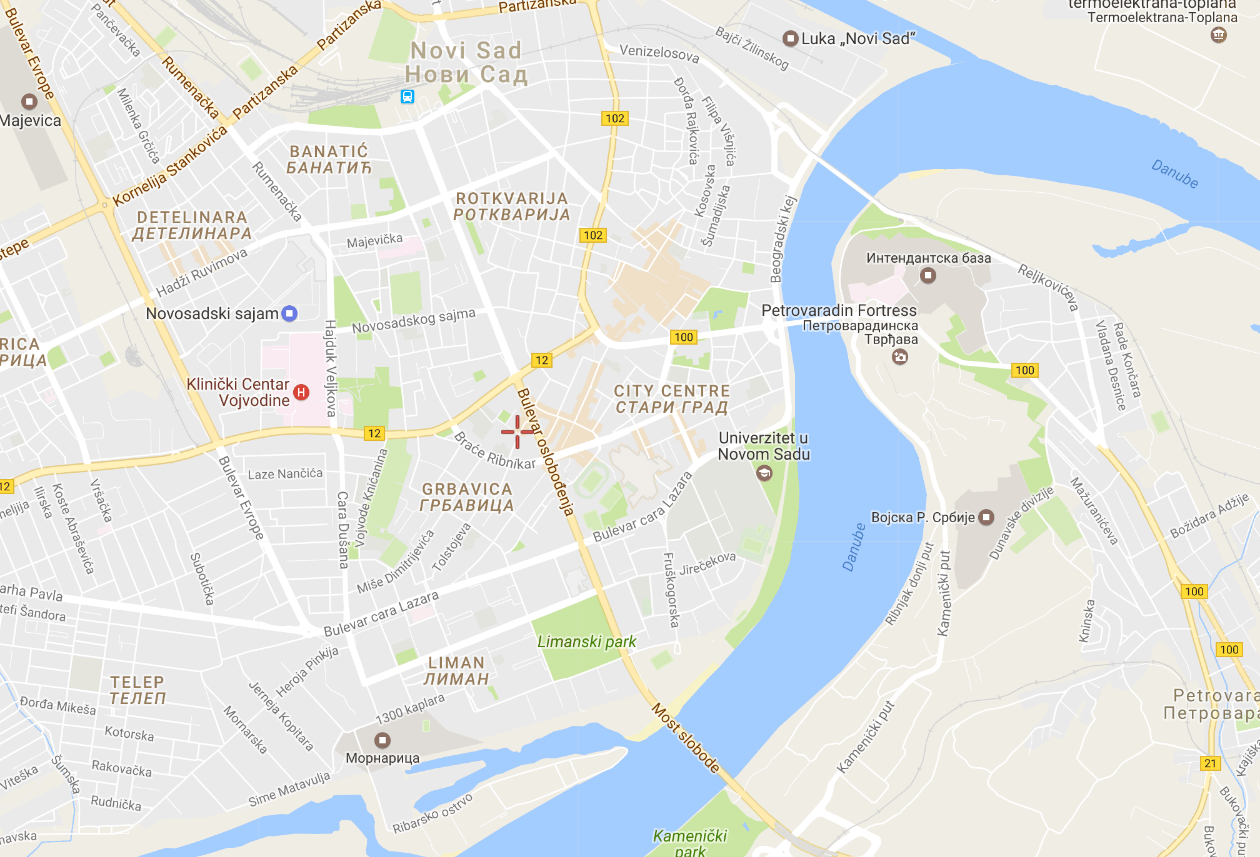 termoelektrana-toplana
Termoelektrana-Toplana
Partizanska
Partizanska
Bulevar Evrope
Pančevačka
Bajči Žilinskog
Luka „Novi Sad“
Venizelosova
Novi Sad
Нови Сад
Partizanska
Rumenačka
Majevica
Milenka Grčića
Đorđa Rajkovića
Filipa Višnjića
102
Kornelija Stankovića
BANATIĆ
БАНАТИЋ
Rumenačka
Danube
Kosovska
Šumadijska
ROTKVARIJA
РОТКВАРИЈА
DETELINARA
ДЕТЕЛИНАРА
102
Majevička
Beogradski kej
Hadži Ruvimova
Интендантска база
Reljkovićeva
Novosadski sajam
Novosadskog sajma
Petrovaradin Fortress
Петроварадинска
Тврђава
100
Hajduk Veljkova
Vladana Desnice
Rade Končara
12
100
Klinički Centar
Vojvodine
CITY CENTRE
СТАРИ ГРАД
Bulevar oslobođenja
12
Braće Ribnikar
Univerzitet u
Novom Sadu
Bulevar Evrope
Laze Nančića
12
Ilirska
Koste Abraševića
Vršačka
Cara Dušana
Vojvode Knićanina
GRBAVICA
ГРБАВИЦА
Bulevar cara Lazara
Војска Р. Србије
Dunavske divizije
Mažuranićeva
Božidara Adžije
Danube
Miše Dimitrijevića
Tolstojeva
Subotička
Fruškogorska
Jirečekova
Ribnjak donji put
Kamenički put
100
Bulevar cara Lazara
Limanski park
Kninska
100
Heroja Pinkija
LIMAN
ЛИМАН
TELEP
ТЕЛЕП
Jerneja Kopitara
Đorđa Mikeša
Mornarska
1300 kaplara
Kotorska
Most slobode
Kamenički put
Морнарица
Rakovačka
Šumska
Viteška
Sime Matavulja
21
Rudnička
Ribarsko ostrvo
Kamenički
park